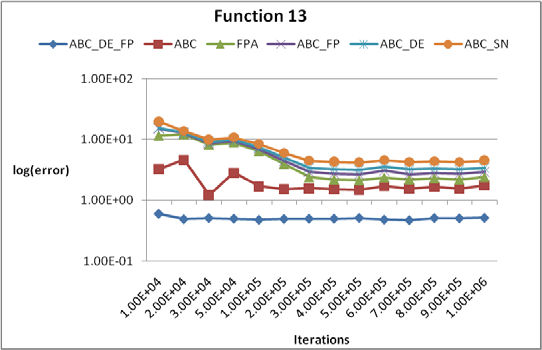 Function 13
ABC_DE_FP ABC FPA ABC_FP ABC_DE ABC_SN
1.00E+02
1.00E+01
log(error)
1.00E+00
1.00E-01
1.00E+04 2.00E+04 3.00E+04 5.00E+04 1.00E+05 2.00E+05 3.00E+05 4.00E+05 5.00E+05 6.00E+05 7.00E+05 8.00E+05 9.00E+05 1.00E+06
Iterations